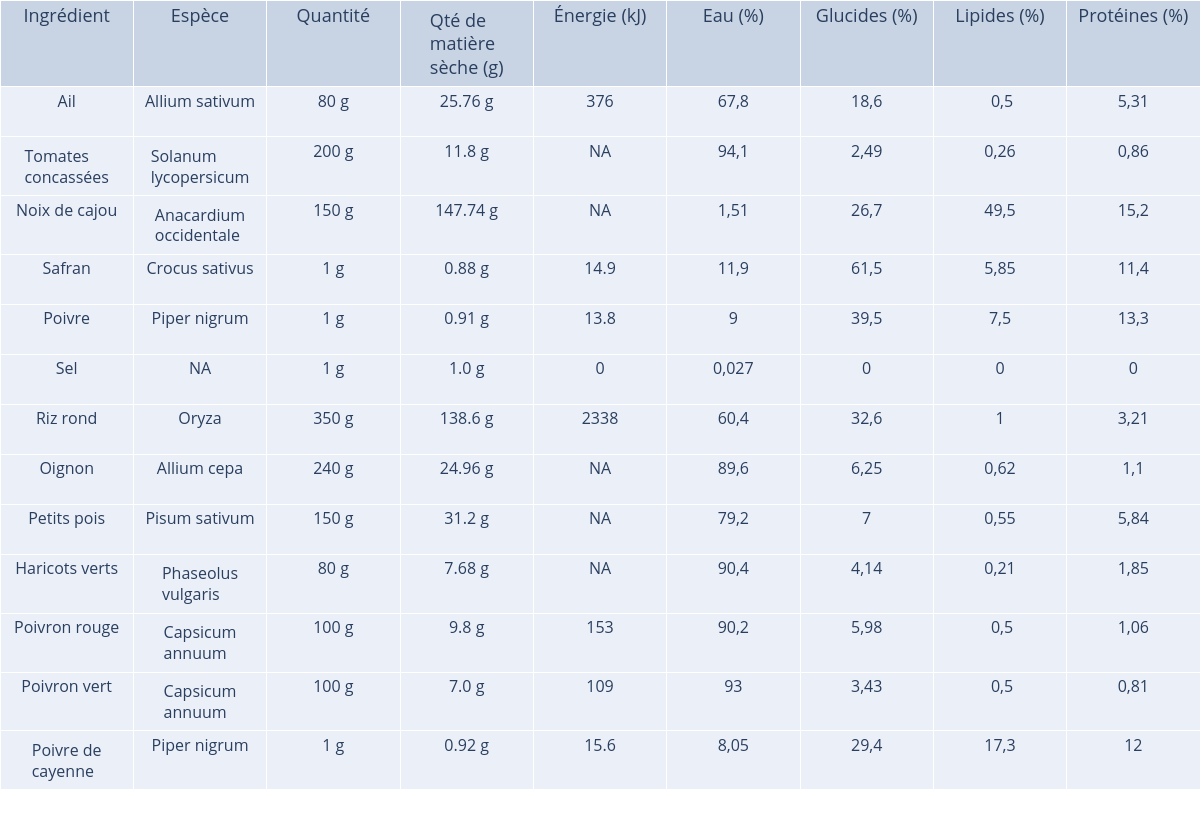 Ingrédient Espèce Quantité Qté de matière sèche (g) Énergie (kJ) Eau (%) Glucides (%) Lipides (%) Protéines (%)
Ail Allium sativum 80 g 25.76 g 376 67,8 18,6 0,5 5,31
Tomates concassées Solanum lycopersicum 200 g 11.8 g NA 94,1 2,49 0,26 0,86
Noix de cajou Anacardium occidentale 150 g 147.74 g NA 1,51 26,7 49,5 15,2
Safran Crocus sativus 1 g 0.88 g 14.9 11,9 61,5 5,85 11,4
Poivre Piper nigrum 1 g 0.91 g 13.8 9 39,5 7,5 13,3
Sel NA 1 g 1.0 g 0 0,027 0 0 0
Riz rond Oryza 350 g 138.6 g 2338 60,4 32,6 1 3,21
Oignon Allium cepa 240 g 24.96 g NA 89,6 6,25 0,62 1,1
Petits pois Pisum sativum 150 g 31.2 g NA 79,2 7 0,55 5,84
Haricots verts Phaseolus vulgaris 80 g 7.68 g NA 90,4 4,14 0,21 1,85
Poivron rouge Capsicum annuum 100 g 9.8 g 153 90,2 5,98 0,5 1,06
Poivron vert Capsicum annuum 100 g 7.0 g 109 93 3,43 0,5 0,81
Poivre de cayenne Piper nigrum 1 g 0.92 g 15.6 8,05 29,4 17,3 12